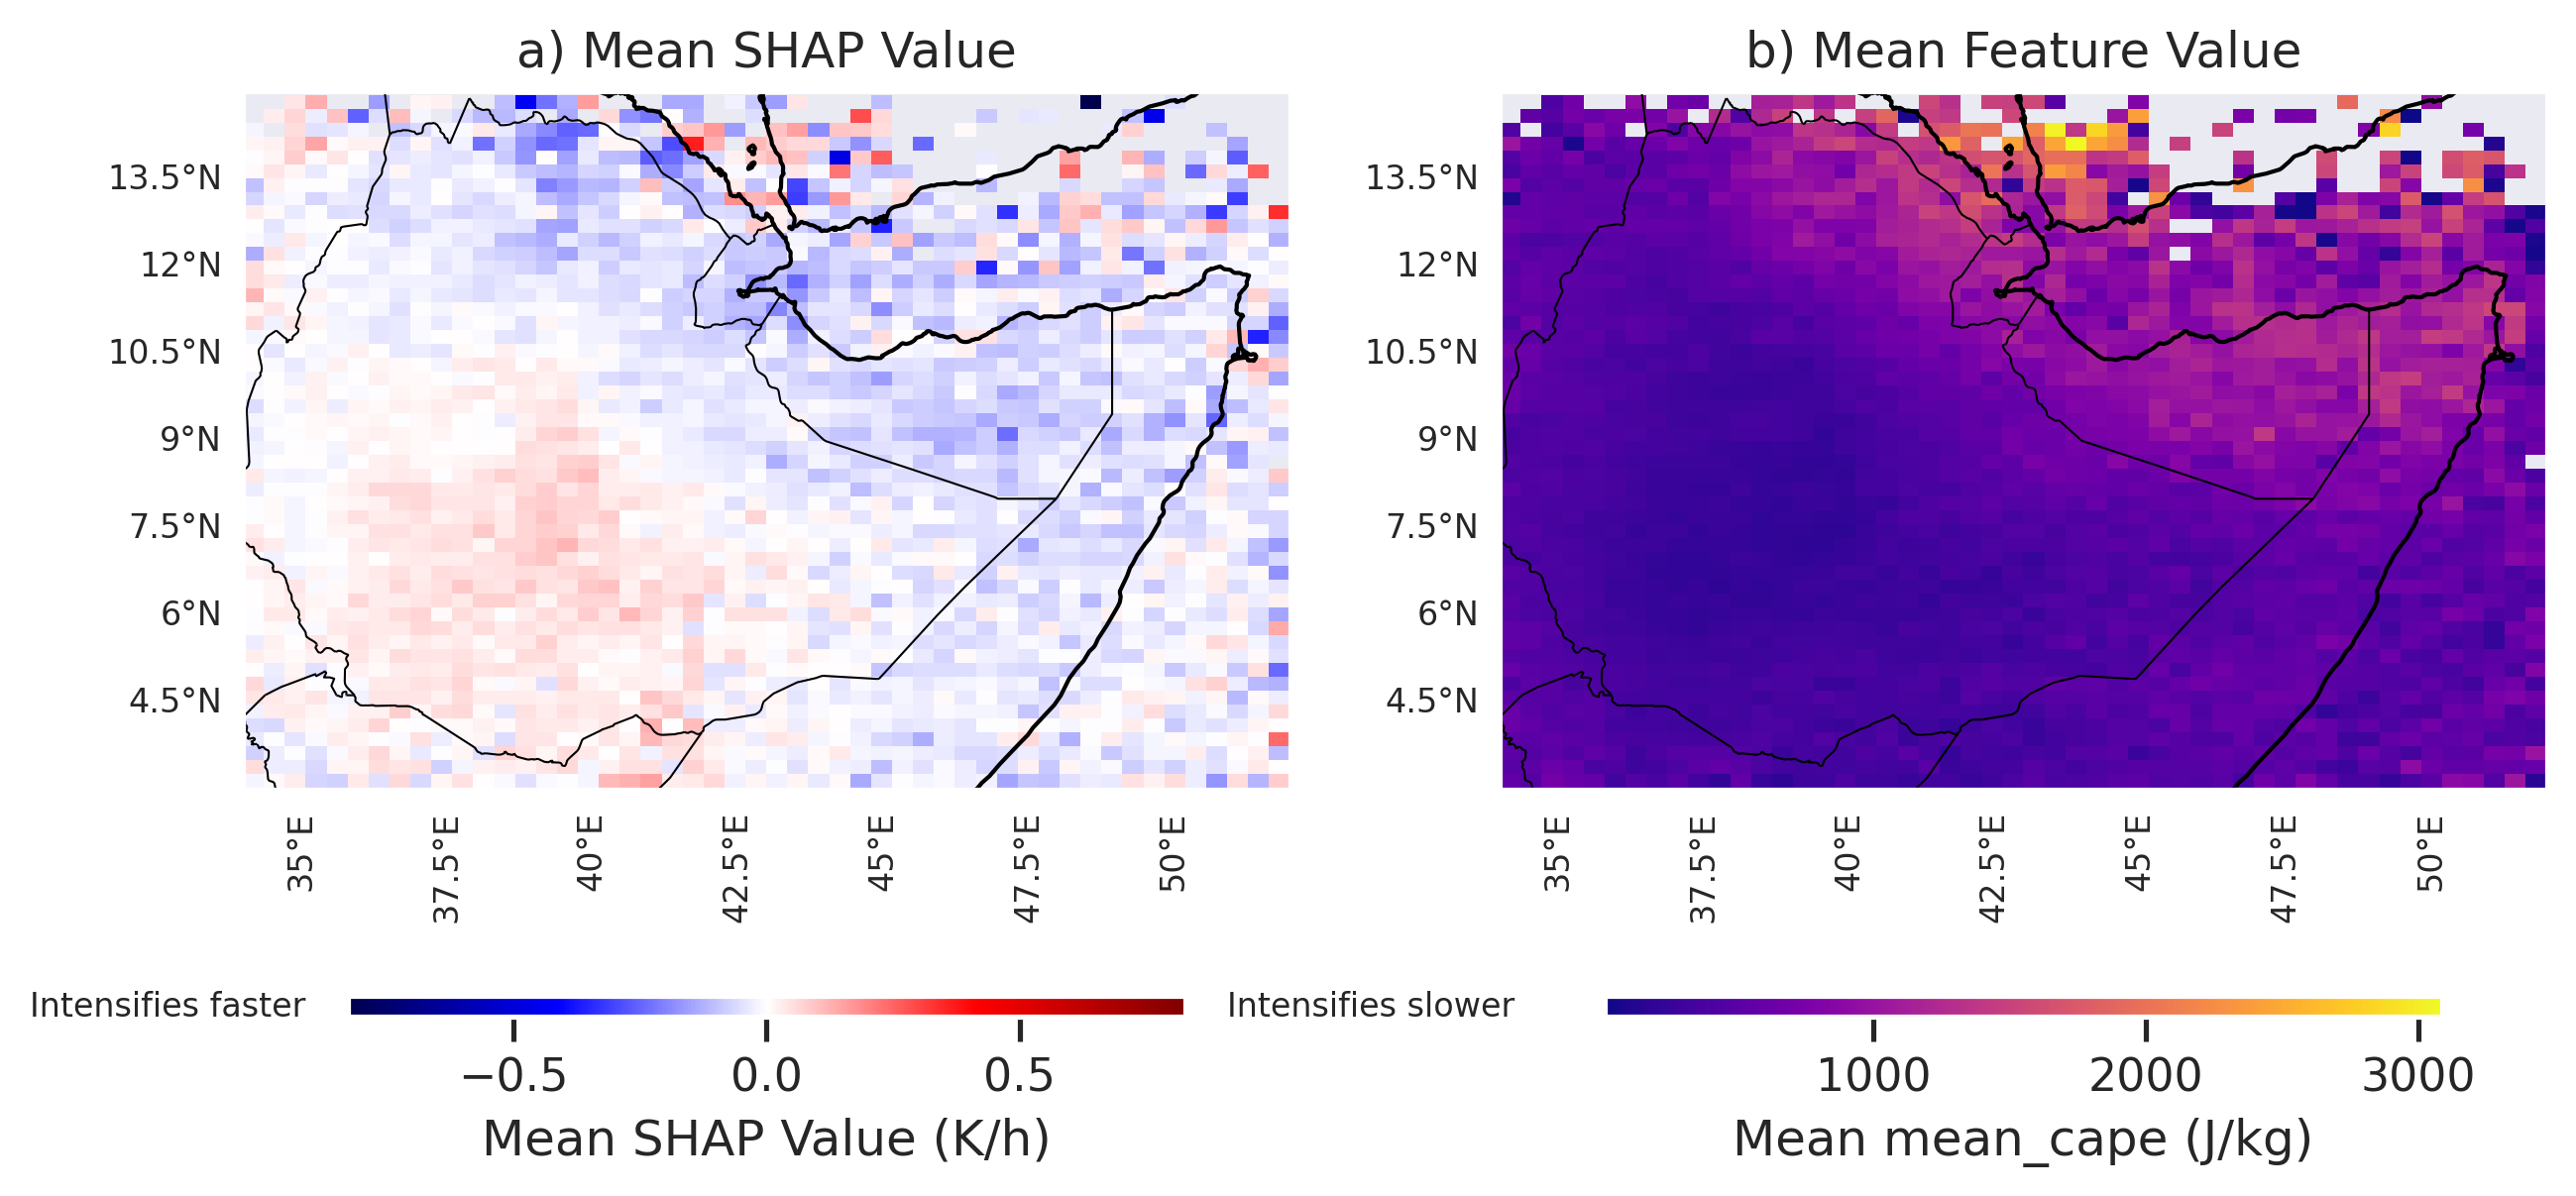 a) Mean SHAP Value
13.5°N
12°N
10.5°N
9°N
7.5°N
6°N
4.5°N
35°E
37.5°E
40°E
42.5°E
45°E
47.5°E
50°E
Intensifies faster
Intensifies slower
−0.5
0.0
0.5
Mean SHAP Value (K/h)
b) Mean Feature Value
13.5°N
12°N
10.5°N
9°N
7.5°N
6°N
4.5°N
35°E
37.5°E
40°E
42.5°E
45°E
47.5°E
50°E
1000
2000
3000
Mean mean_cape (J/kg)